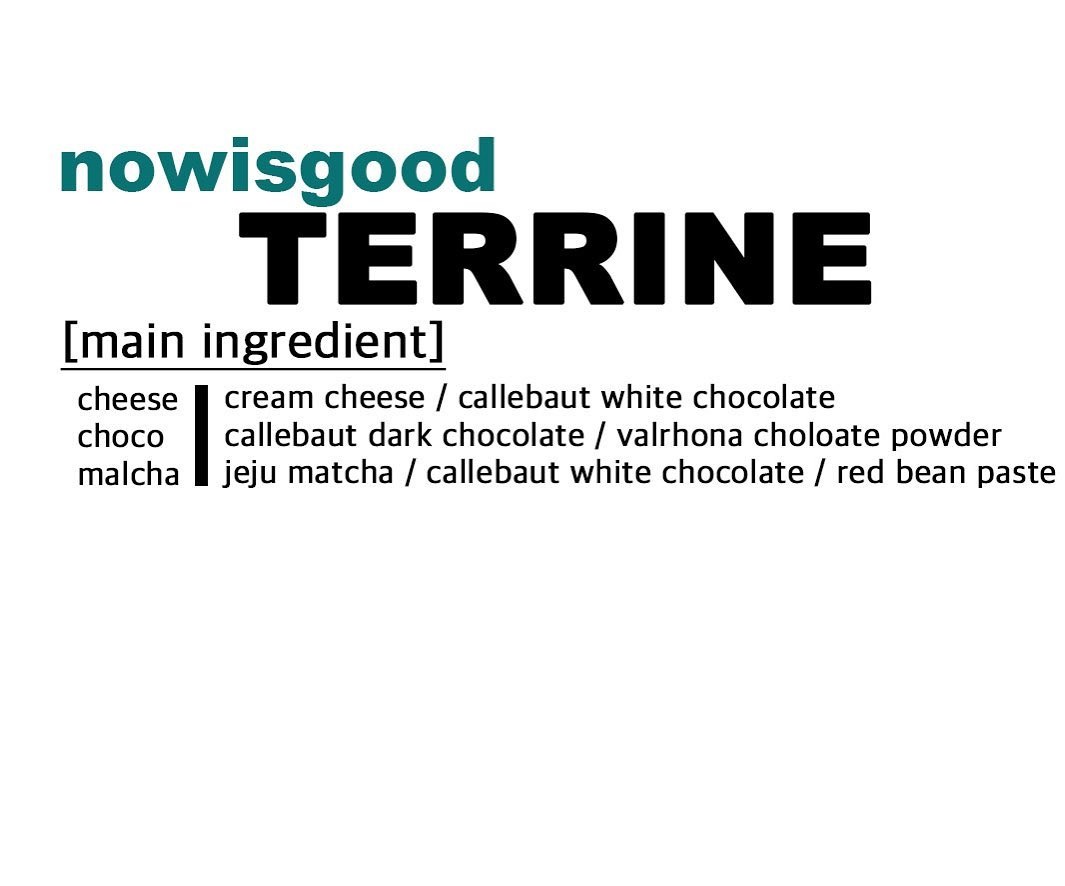 nowisgood
TERRINE
[main ingredient]
cheese | cream cheese / callebaut white chocolate
choco | callebaut dark chocolate / valrhona choloate powder
malcha | jeju matcha / callebaut white chocolate / red bean paste